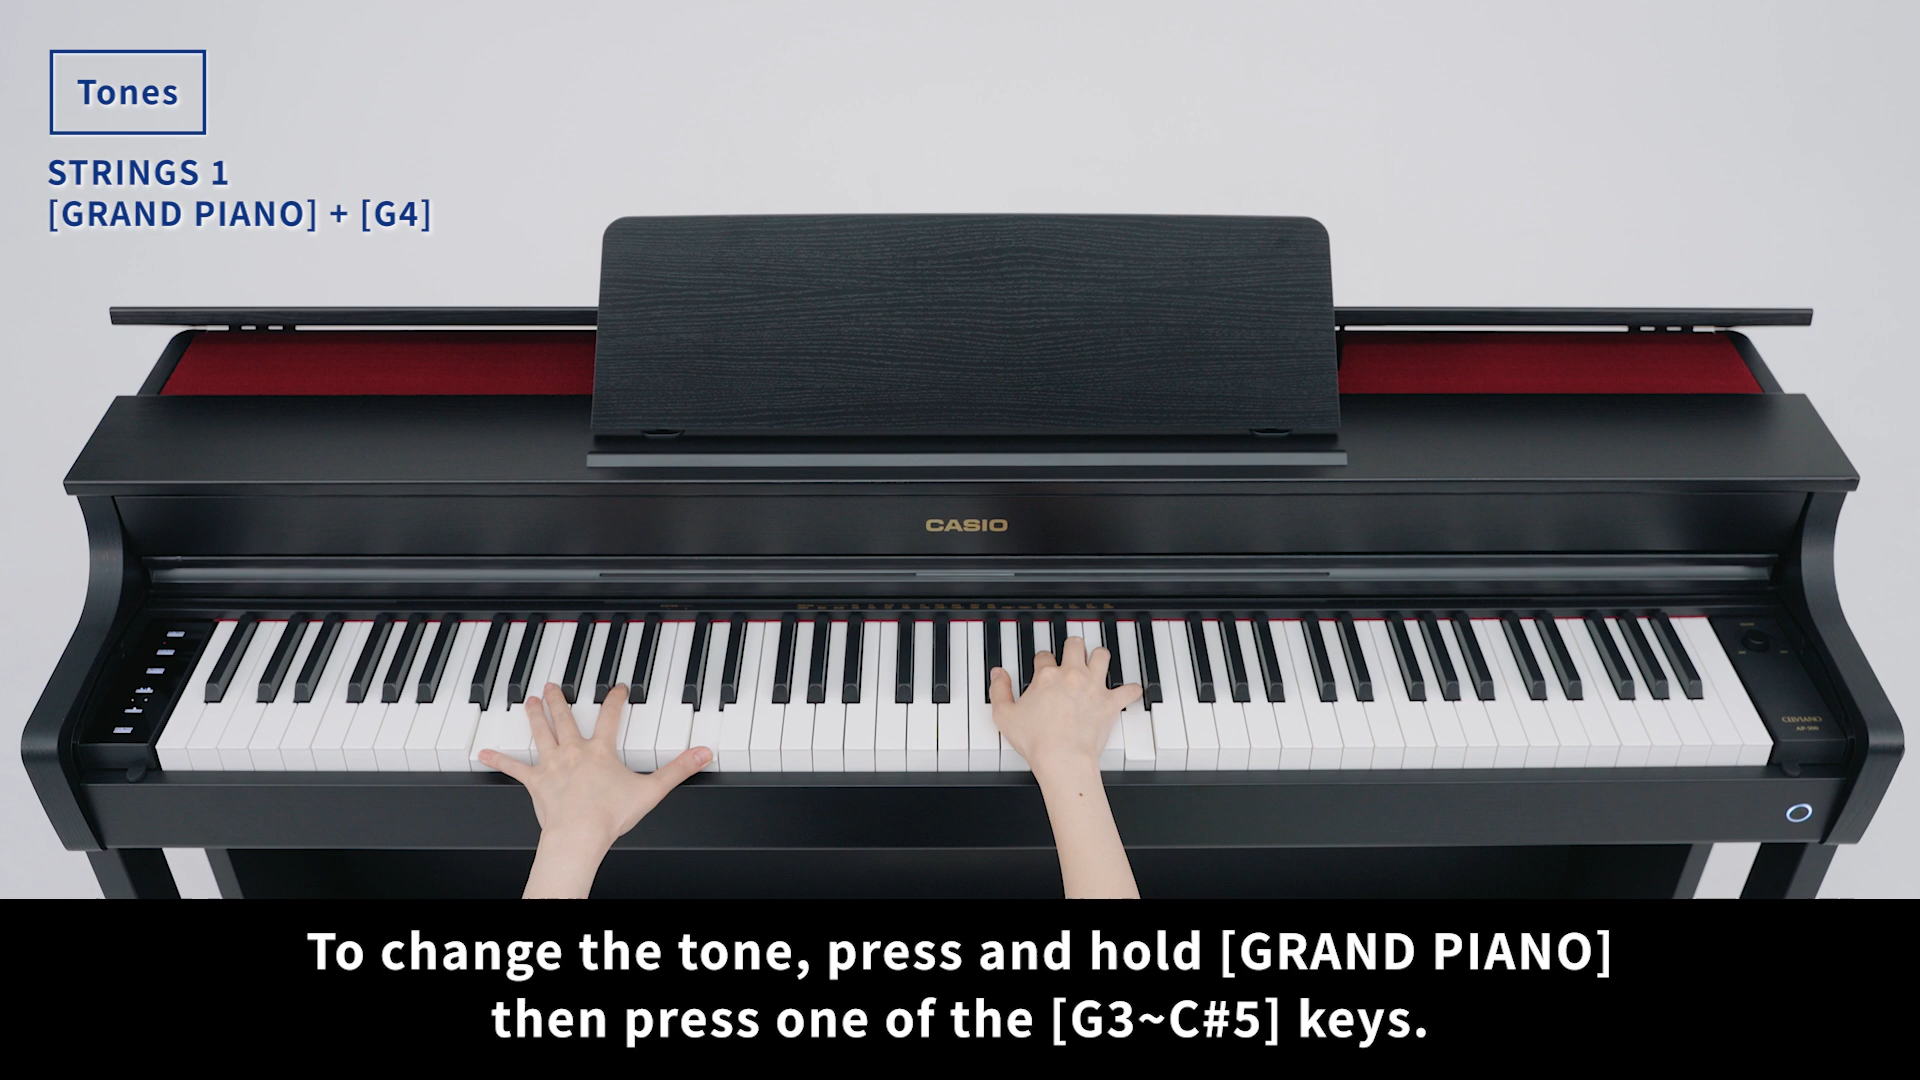 Tones
STRINGS 1
[GRAND PIANO] + [G4]
CASIO
CELVIANO
To change the tone, press and hold [GRAND PIANO]
then press one of the [G3~C#5] keys.